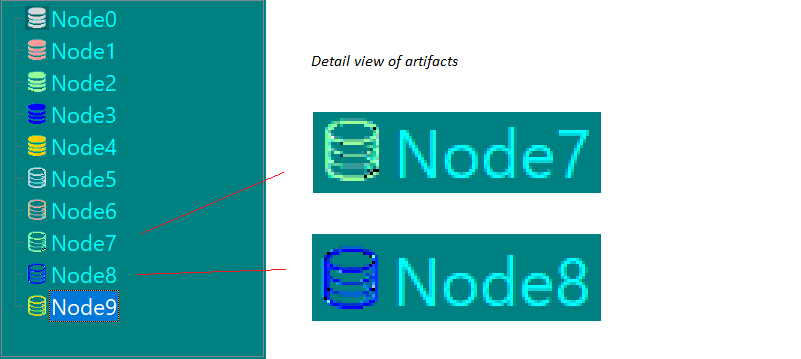 Node0
Node1
Node2
Node3
Node4
Node5
Node6
Node7
Node8
Node9
Detail view of artifacts
Node7
Node8